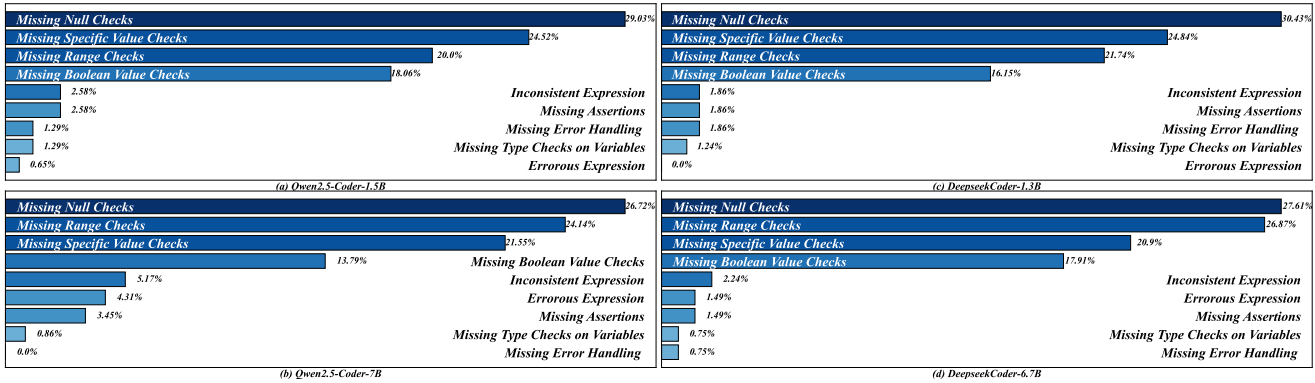 Missing Null Checks 29.03%
Missing Specific Value Checks 24.52%
Missing Range Checks 20.0%
Missing Boolean Value Checks 18.06%
2.58% Inconsistent Expression
2.58% Missing Assertions
1.29% Missing Error Handling
1.29% Missing Type Checks on Variables
0.65% Errorous Expression
(a) Qwen2.5-Coder-1.5B
Missing Null Checks 30.43%
Missing Specific Value Checks 24.84%
Missing Range Checks 21.74%
Missing Boolean Value Checks 16.15%
1.86% Inconsistent Expression
1.86% Missing Assertions
1.86% Missing Error Handling
1.24% Missing Type Checks on Variables
0.0% Errorous Expression
(c) DeepseekCoder-1.3B
Missing Null Checks 26.72%
Missing Range Checks 24.14%
Missing Specific Value Checks 21.55%
13.79% Missing Boolean Value Checks
5.17% Inconsistent Expression
4.31% Errorous Expression
3.45% Missing Assertions
0.86% Missing Type Checks on Variables
0.0% Missing Error Handling
(b) Qwen2.5-Coder-7B
Missing Null Checks 27.61%
Missing Range Checks 26.87%
Missing Specific Value Checks 20.9%
Missing Boolean Value Checks 17.91%
2.24% Inconsistent Expression
1.49% Errorous Expression
1.49% Missing Assertions
0.75% Missing Type Checks on Variables
0.75% Missing Error Handling
(d) DeepseekCoder-6.7B